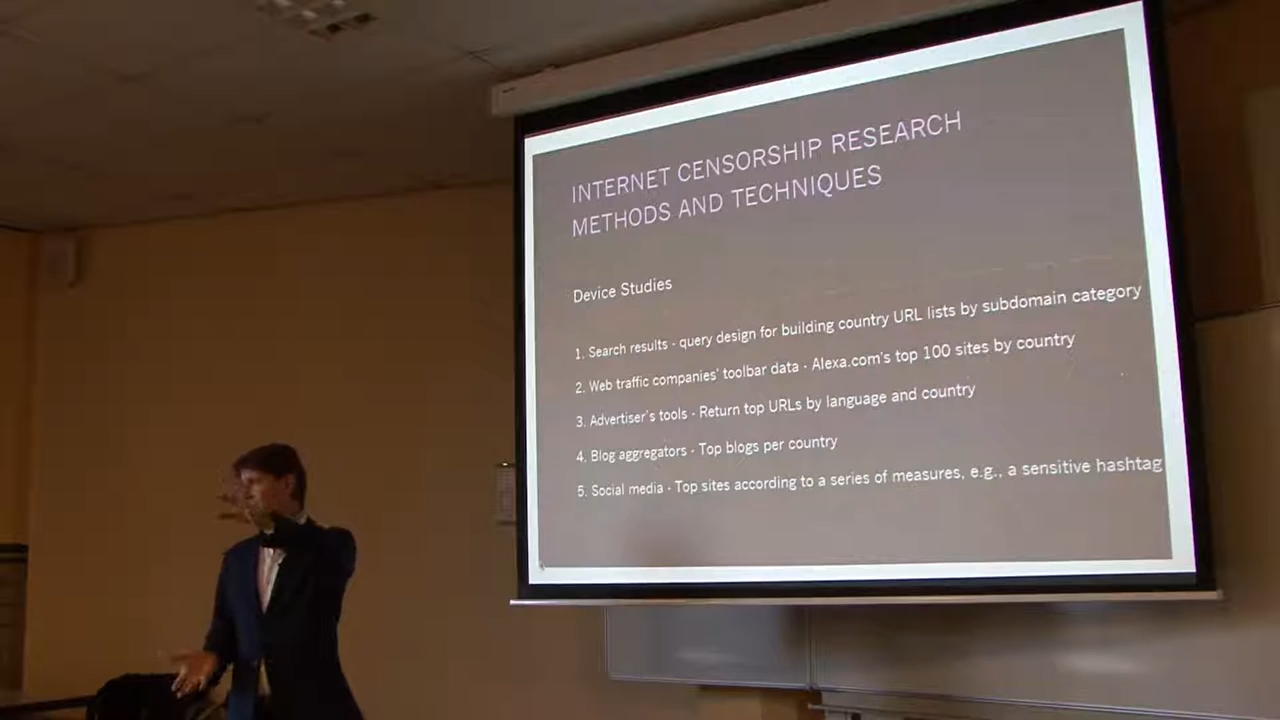 INTERNET CENSORSHIP RESEARCH
METHODS AND TECHNIQUES
Device Studies
1. Search results - query design for building country URL lists by subdomain category
2. Web traffic companies' toolbar data - Alexa.com's top 100 sites by country
3. Advertiser's tools - Return top URLs by language and country
4. Blog aggregators - Top blogs per country
5. Social media - Top sites according to a series of measures, e.g., a sensitive hashtag